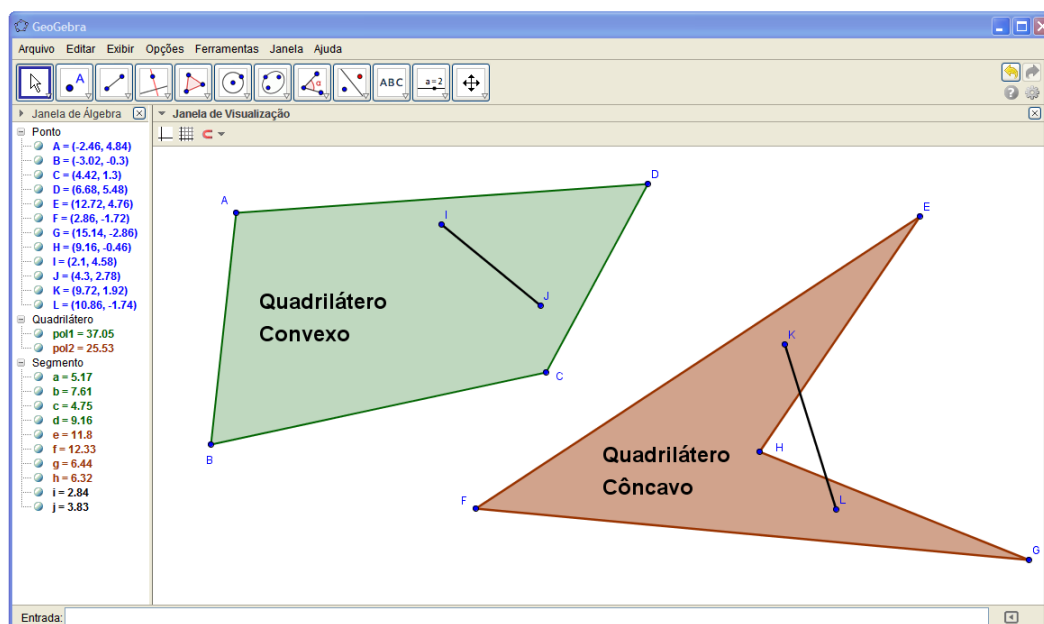 GeoGebra
Arquivo Editar Exibir Opções Ferramentas Janela Ajuda
A
α
ABC
a=2
Janela de Álgebra
Ponto
A = (-2.46, 4.84)
B = (-3.02, -0.3)
C = (4.42, 1.3)
D = (6.68, 5.48)
E = (12.72, 4.76)
F = (2.86, -1.72)
G = (15.14, -2.86)
H = (9.16, -0.46)
I = (2.1, 4.58)
J = (4.3, 2.78)
K = (9.72, 1.92)
L = (10.86, -1.74)
Quadrilátero
pol1 = 37.05
pol2 = 25.53
Segmento
a = 5.17
b = 7.61
c = 4.75
d = 9.16
e = 11.8
f = 12.33
g = 6.44
h = 6.32
i = 2.84
j = 3.83
Janela de Visualização
A
D
I
E
Quadrilátero
Convexo
J
K
C
B
H
Quadrilátero
Côncavo
F
L
G
Entrada: